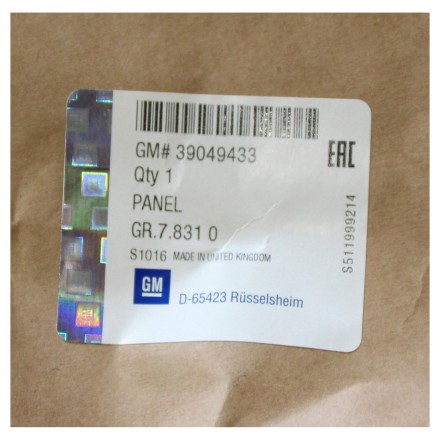 GM# 39049433
EAC
Qty 1
PANEL
GR.7.831 0
S1016 MADE IN UNITED KINGDOM
GM
D-65423 Rüsselsheim
S511999214